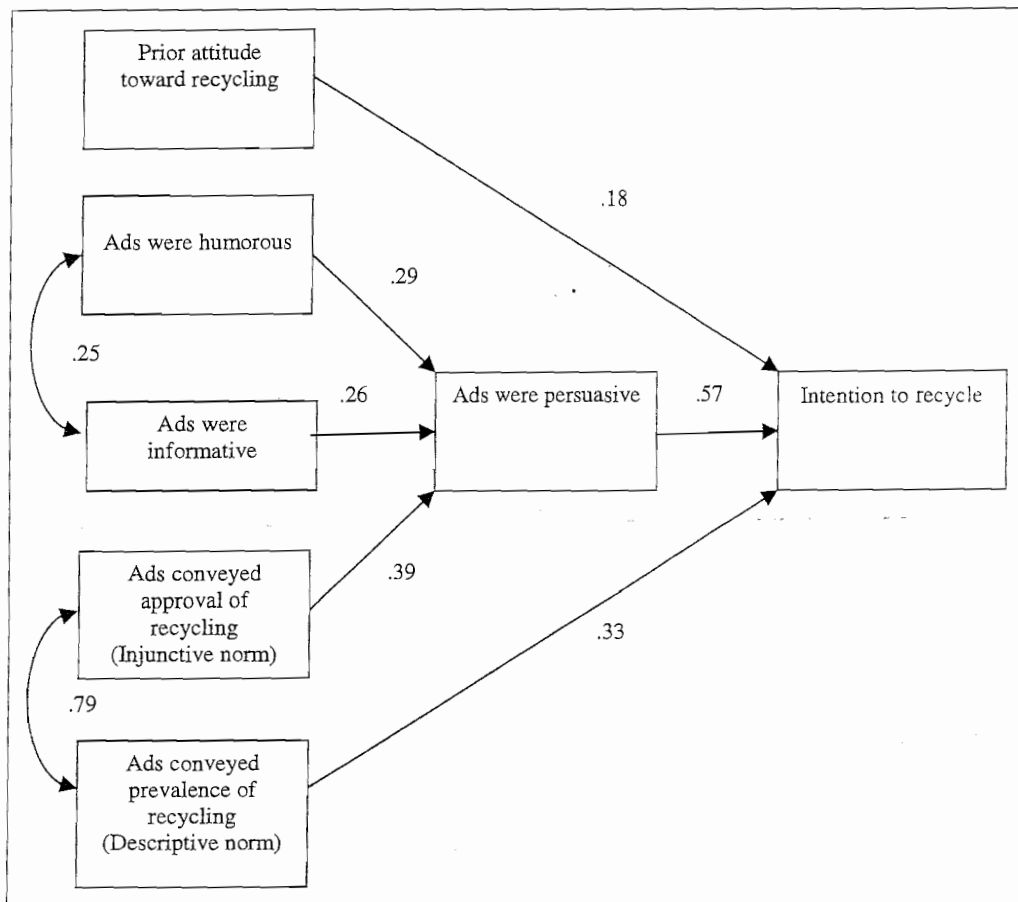 Prior attitude
toward recycling
.18
Ads were humorous
.29
.25
Ads were
informative
.26
Ads were persuasive
.57
Intention to recycle
Ads conveyed
approval of
recycling
(Injunctive norm)
.39
.33
.79
Ads conveyed
prevalence of
recycling
(Descriptive norm)